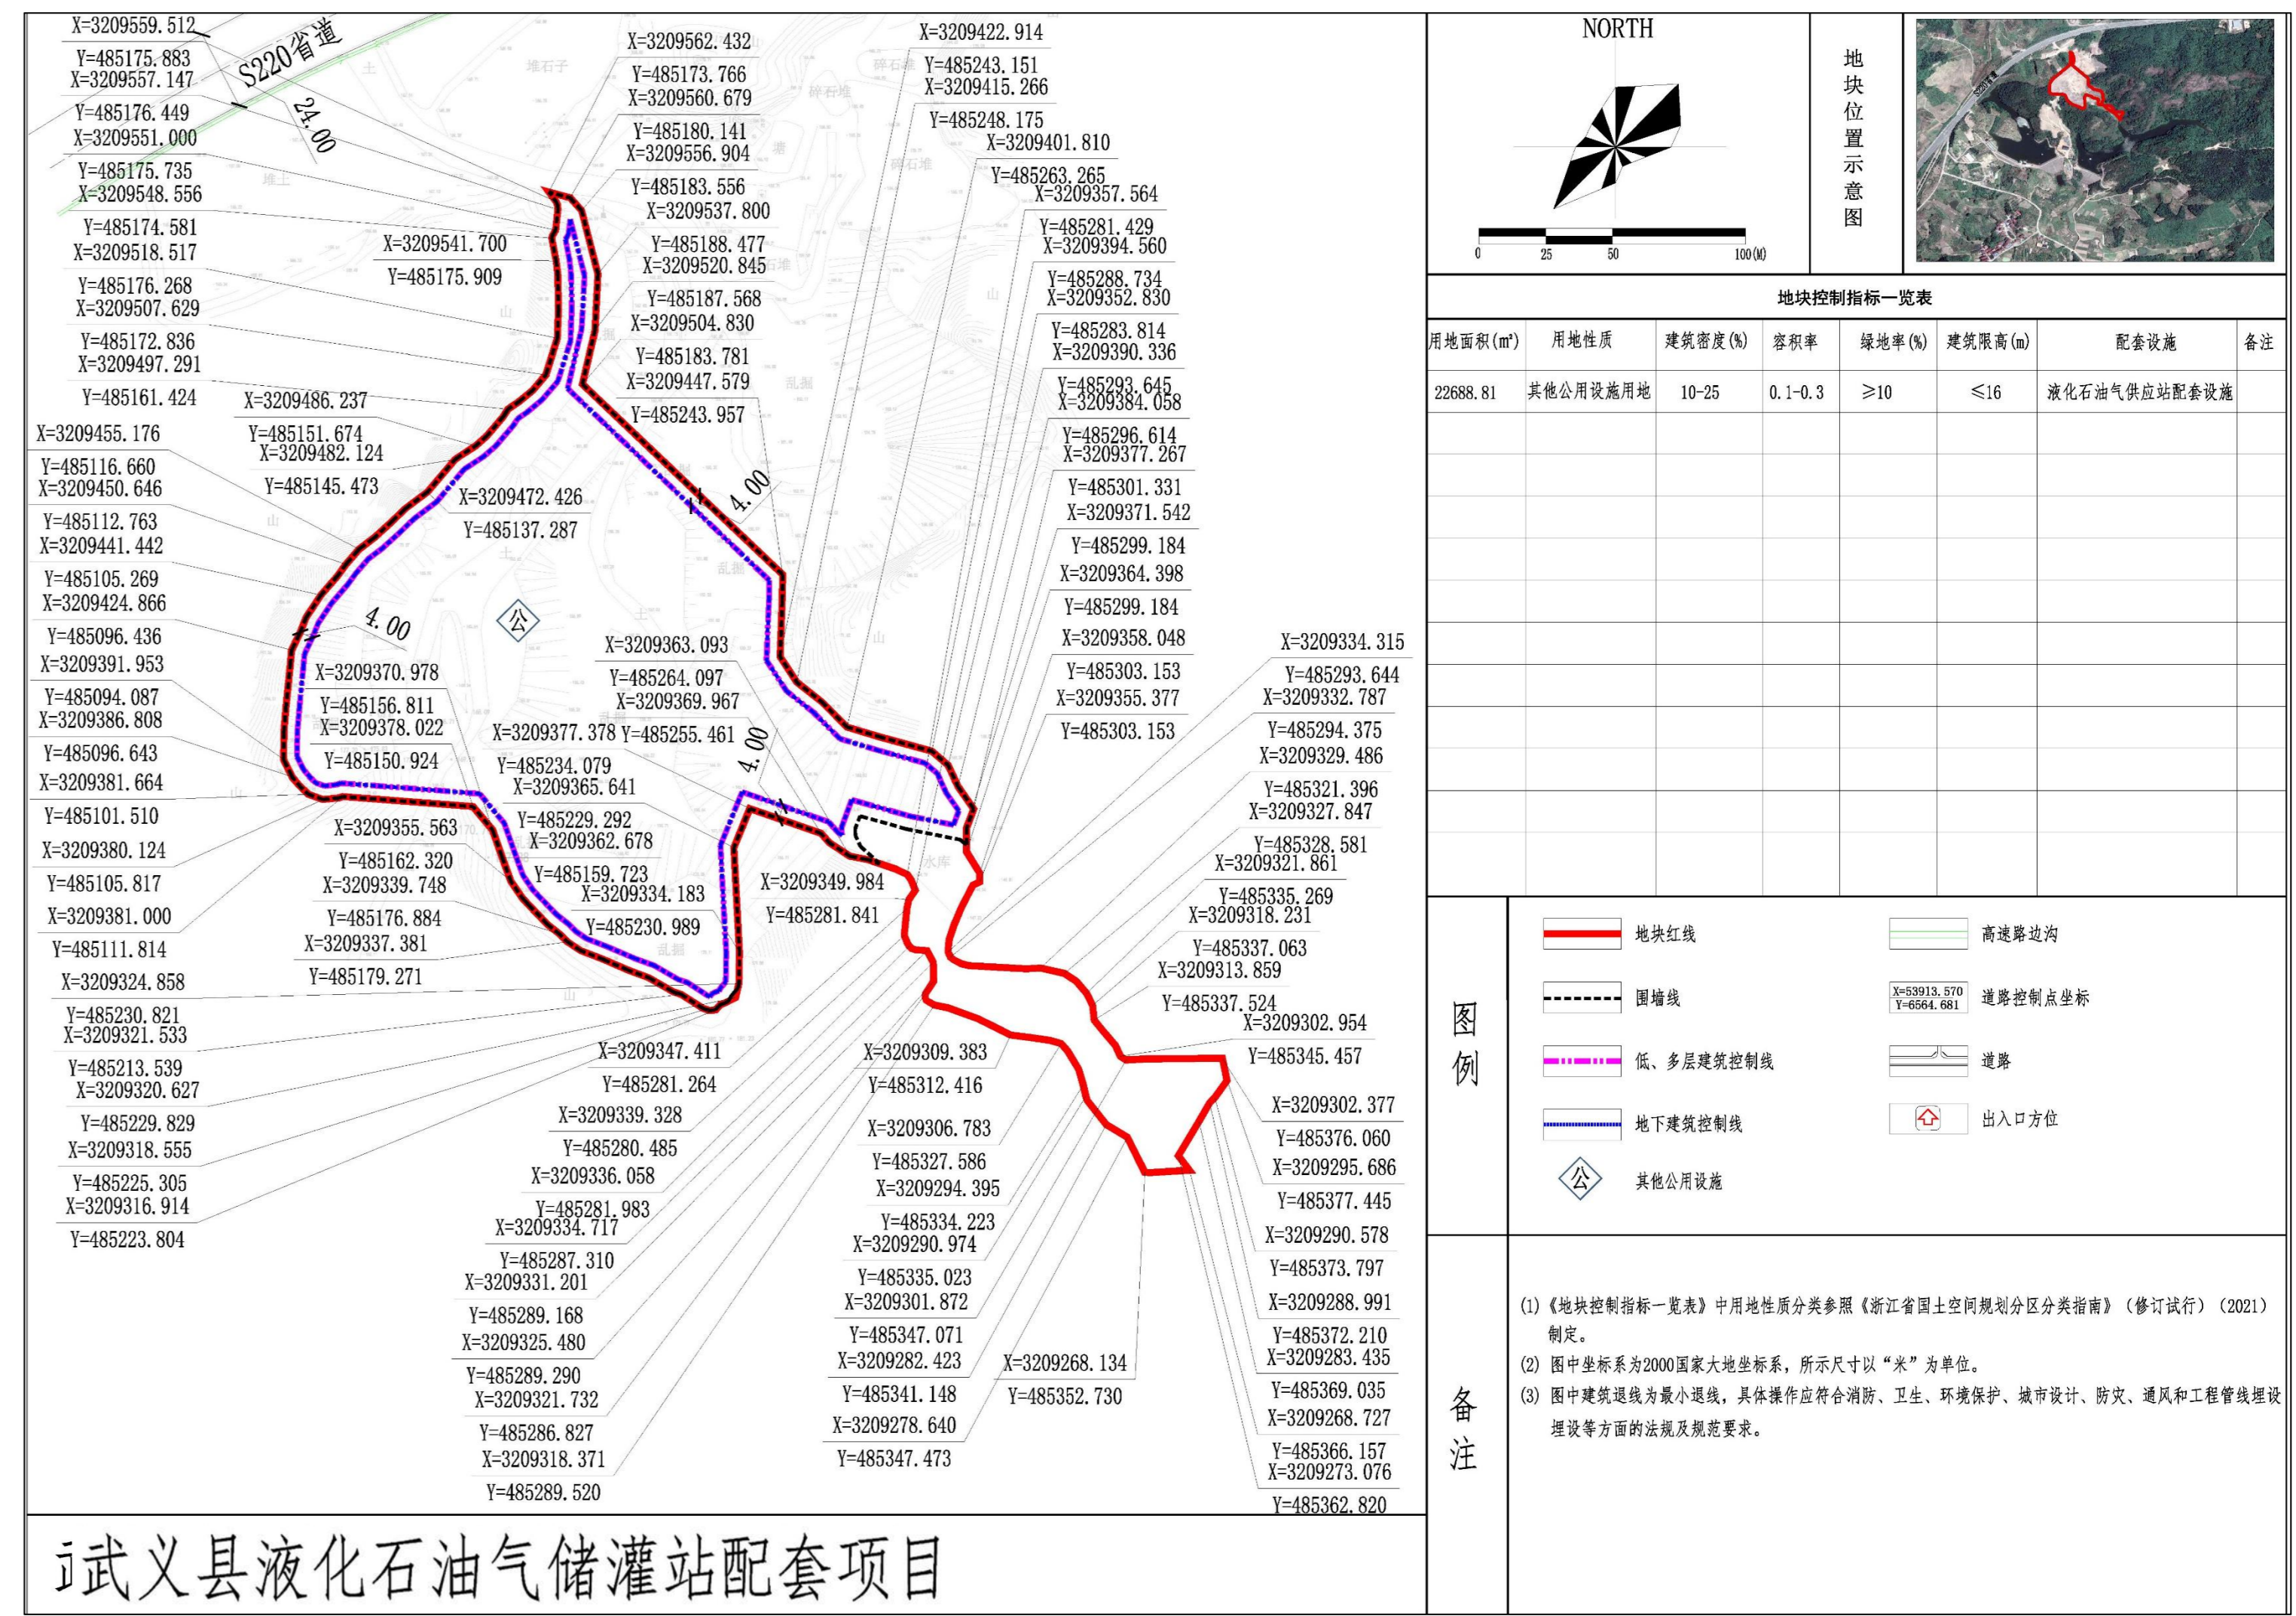 X=3209559.512
Y=485175.883
X=3209557.147
Y=485176.449
X=3209551.000
Y=485175.735
X=3209548.556
Y=485174.581
X=3209518.517
Y=485176.268
X=3209507.629
Y=485172.836
X=3209497.291
Y=485161.424
S220省道
24.00
X=3209541.700
Y=485175.909
X=3209486.237
Y=485151.674
X=3209482.124
Y=485145.473
X=3209472.426
Y=485137.287
X=3209455.176
Y=485116.660
X=3209450.646
Y=485112.763
X=3209441.442
Y=485105.269
X=3209424.866
Y=485096.436
X=3209391.953
Y=485094.087
X=3209386.808
Y=485096.643
X=3209381.664
Y=485101.510
X=3209380.124
Y=485105.817
X=3209381.000
Y=485111.814
X=3209324.858
Y=485230.821
X=3209321.533
Y=485213.539
X=3209320.627
Y=485229.829
X=3209318.555
Y=485225.305
X=3209316.914
Y=485223.804
X=3209562.432
Y=485173.766
X=3209560.679
Y=485180.141
X=3209556.904
Y=485183.556
X=3209537.800
Y=485188.477
X=3209520.845
Y=485187.568
X=3209504.830
Y=485183.781
X=3209447.579
Y=485243.957
堆石子
碎石堆
碎石堆
碎石堆
堆土
土
塘
山
乱掘
乱掘
土
水库
4.00
4.00
4.00
公
X=3209370.978
Y=485156.811
X=3209378.022
Y=485150.924
X=3209355.563
Y=485162.320
X=3209339.748
Y=485176.884
X=3209337.381
Y=485179.271
X=3209363.093
Y=485264.097
X=3209369.967
Y=485255.461
X=3209377.378
Y=485234.079
X=3209365.641
Y=485229.292
X=3209362.678
Y=485159.723
X=3209334.183
Y=485230.989
X=3209349.984
Y=485281.841
X=3209422.914
Y=485243.151
X=3209415.266
Y=485248.175
X=3209401.810
Y=485263.265
X=3209357.564
Y=485281.429
X=3209394.560
Y=485288.734
X=3209352.830
Y=485283.814
X=3209390.336
Y=485293.645
X=3209384.058
Y=485296.614
X=3209377.267
Y=485301.331
X=3209371.542
Y=485299.184
X=3209364.398
Y=485299.184
X=3209358.048
Y=485303.153
X=3209355.377
Y=485303.153
X=3209334.315
Y=485293.644
X=3209332.787
Y=485294.375
X=3209329.486
Y=485321.396
X=3209327.847
Y=485328.581
X=3209321.861
Y=485335.269
X=3209318.231
Y=485337.063
X=3209313.859
Y=485337.524
X=3209302.954
Y=485345.457
X=3209302.377
Y=485376.060
X=3209295.686
Y=485377.445
X=3209290.578
Y=485373.797
X=3209288.991
Y=485372.210
X=3209283.435
Y=485369.035
X=3209268.727
Y=485366.157
X=3209273.076
Y=485362.820
X=3209347.411
Y=485281.264
X=3209339.328
Y=485280.485
X=3209336.058
Y=485281.983
X=3209334.717
Y=485287.310
X=3209331.201
Y=485289.168
X=3209325.480
Y=485289.290
X=3209321.732
Y=485286.827
X=3209318.371
Y=485289.520
X=3209309.383
Y=485312.416
X=3209306.783
Y=485327.586
X=3209294.395
Y=485334.223
X=3209290.974
Y=485335.023
X=3209301.872
Y=485347.071
X=3209282.423
Y=485341.148
X=3209278.640
Y=485347.473
X=3209268.134
Y=485352.730
武义县液化石油气储灌站配套项目
NORTH
0 25 50 100(M)
地块位置示意图
S220省道
地块控制指标一览表
用地面积(㎡) 用地性质 建筑密度(%) 容积率 绿地率(%) 建筑限高(m) 配套设施 备注
22688.81 其他公用设施用地 10-25 0.1-0.3 ≥10 ≤16 液化石油气供应站配套设施
图例
地块红线
高速路边沟
围墙线
X=53913.570
Y=6564.681
道路控制点坐标
低、多层建筑控制线
道路
地下建筑控制线
出入口方位
公
其他公用设施
备注
(1)《地块控制指标一览表》中用地性质分类参照《浙江省国土空间规划分区分类指南》(修订试行)(2021)
制定。
(2) 图中坐标系为2000国家大地坐标系，所示尺寸以“米”为单位。
(3) 图中建筑退线为最小退线，具体操作应符合消防、卫生、环境保护、城市设计、防灾、通风和工程管线埋设
埋设等方面的法规及规范要求。